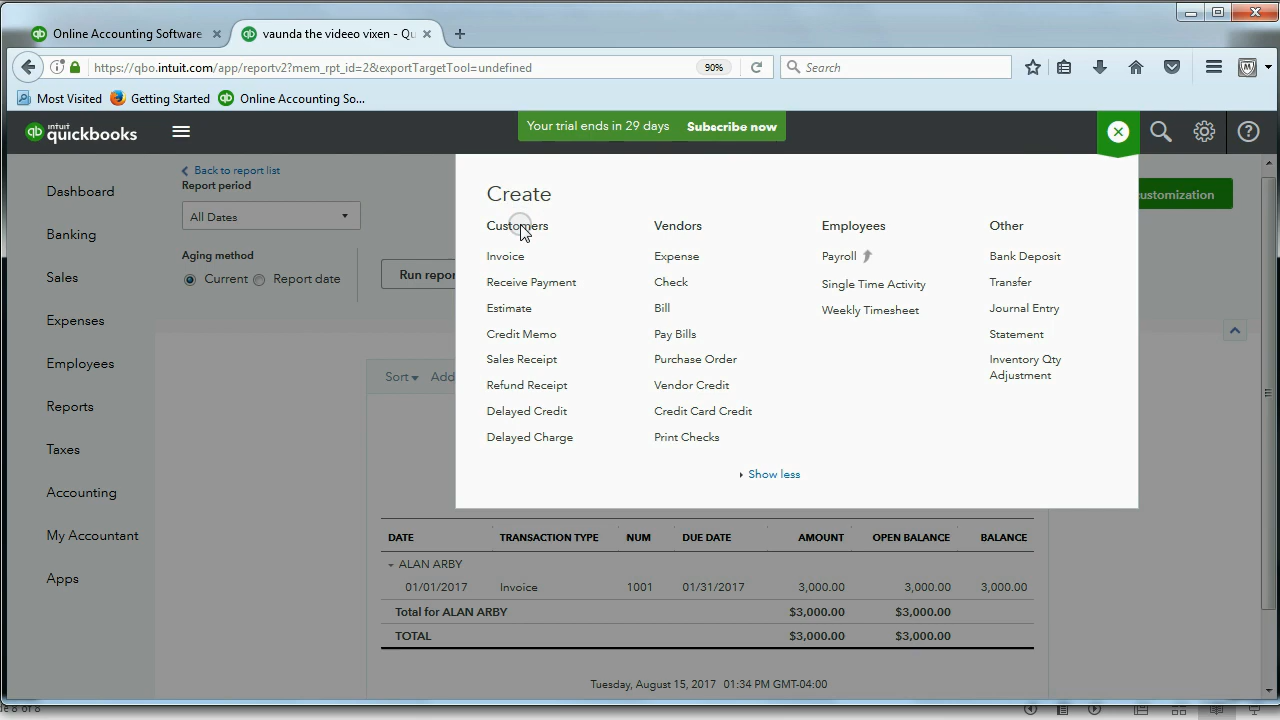 Online Accounting Software
vaunda the videeo vixen - Qu
https://qbo.intuit.com/app/reportv2?mem_rpt_id=2&exportTargetTool=undefined
90%
Search
Most Visited
Getting Started
Online Accounting So...
intuit
quickbooks
Your trial ends in 29 days Subscribe now
Dashboard
Banking
Sales
Expenses
Employees
Reports
Taxes
Accounting
My Accountant
Apps
Back to report list
Report period
All Dates
Aging method
Current
Report date
Run repor
ustomization
Create
Customers
Invoice
Receive Payment
Estimate
Credit Memo
Sales Receipt
Refund Receipt
Delayed Credit
Delayed Charge
Vendors
Expense
Check
Bill
Pay Bills
Purchase Order
Vendor Credit
Credit Card Credit
Print Checks
Employees
Payroll
Single Time Activity
Weekly Timesheet
Other
Bank Deposit
Transfer
Journal Entry
Statement
Inventory Qty
Adjustment
Show less
Sort Add
DATE TRANSACTION TYPE NUM DUE DATE AMOUNT OPEN BALANCE BALANCE
ALAN ARBY
01/01/2017 Invoice 1001 01/31/2017 3,000.00 3,000.00 3,000.00
Total for ALAN ARBY $3,000.00 $3,000.00
TOTAL $3,000.00 $3,000.00
Tuesday, August 15, 2017 01:34 PM GMT-04:00
de 8 of 8